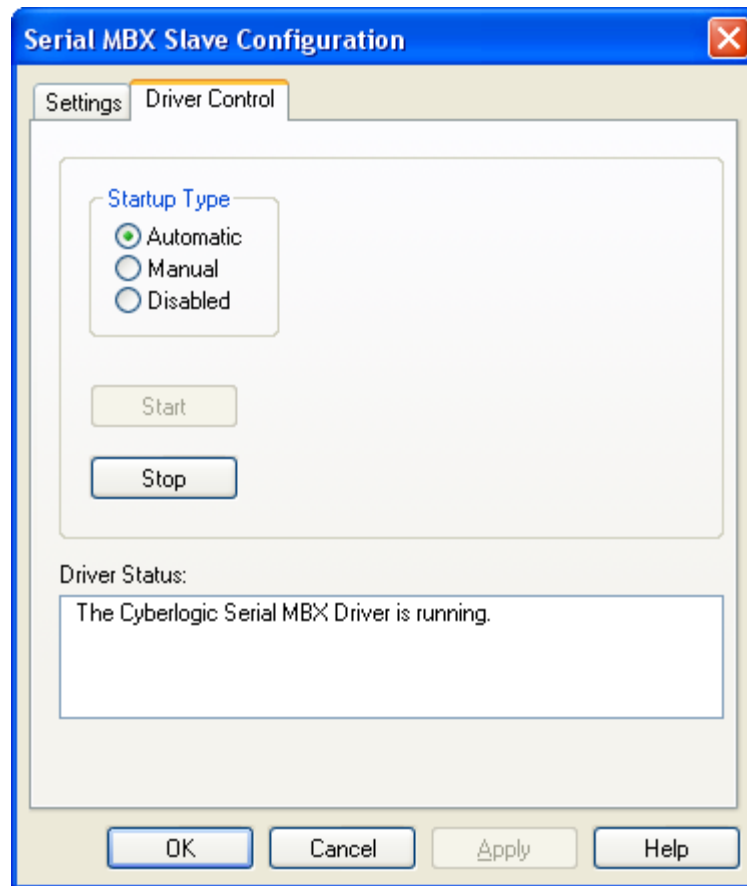 Serial MBX Slave Configuration
Settings Driver Control
Startup Type
Automatic
Manual
Disabled
Start
Stop
Driver Status:
The Cyberlogic Serial MBX Driver is running.
OK Cancel Apply Help